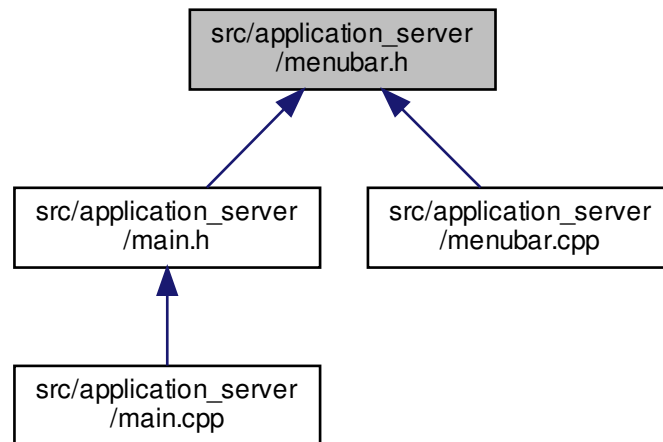 src/application_server
/menubar.h
src/application_server
/main.h
src/application_server
/menubar.cpp
src/application_server
/main.cpp